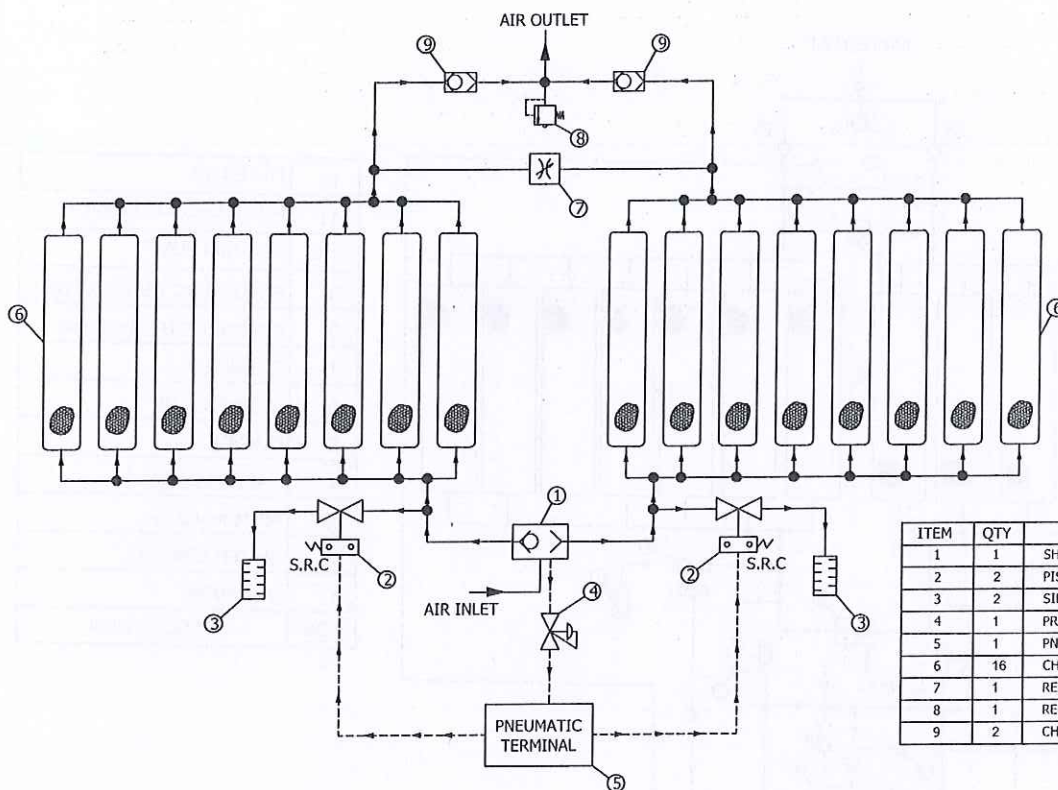 AIR OUTLET
9
9
8
7
6
6
1
S.R.C
2
3
AIR INLET
4
S.R.C
2
3
PNEUMATIC
TERMINAL
5
ITEM QTY
1 1 SH
2 2 PIS
3 2
4 1 PR
5 1 PN
6 16 CH
7 1 RE
8 1 RE
9 2 CH